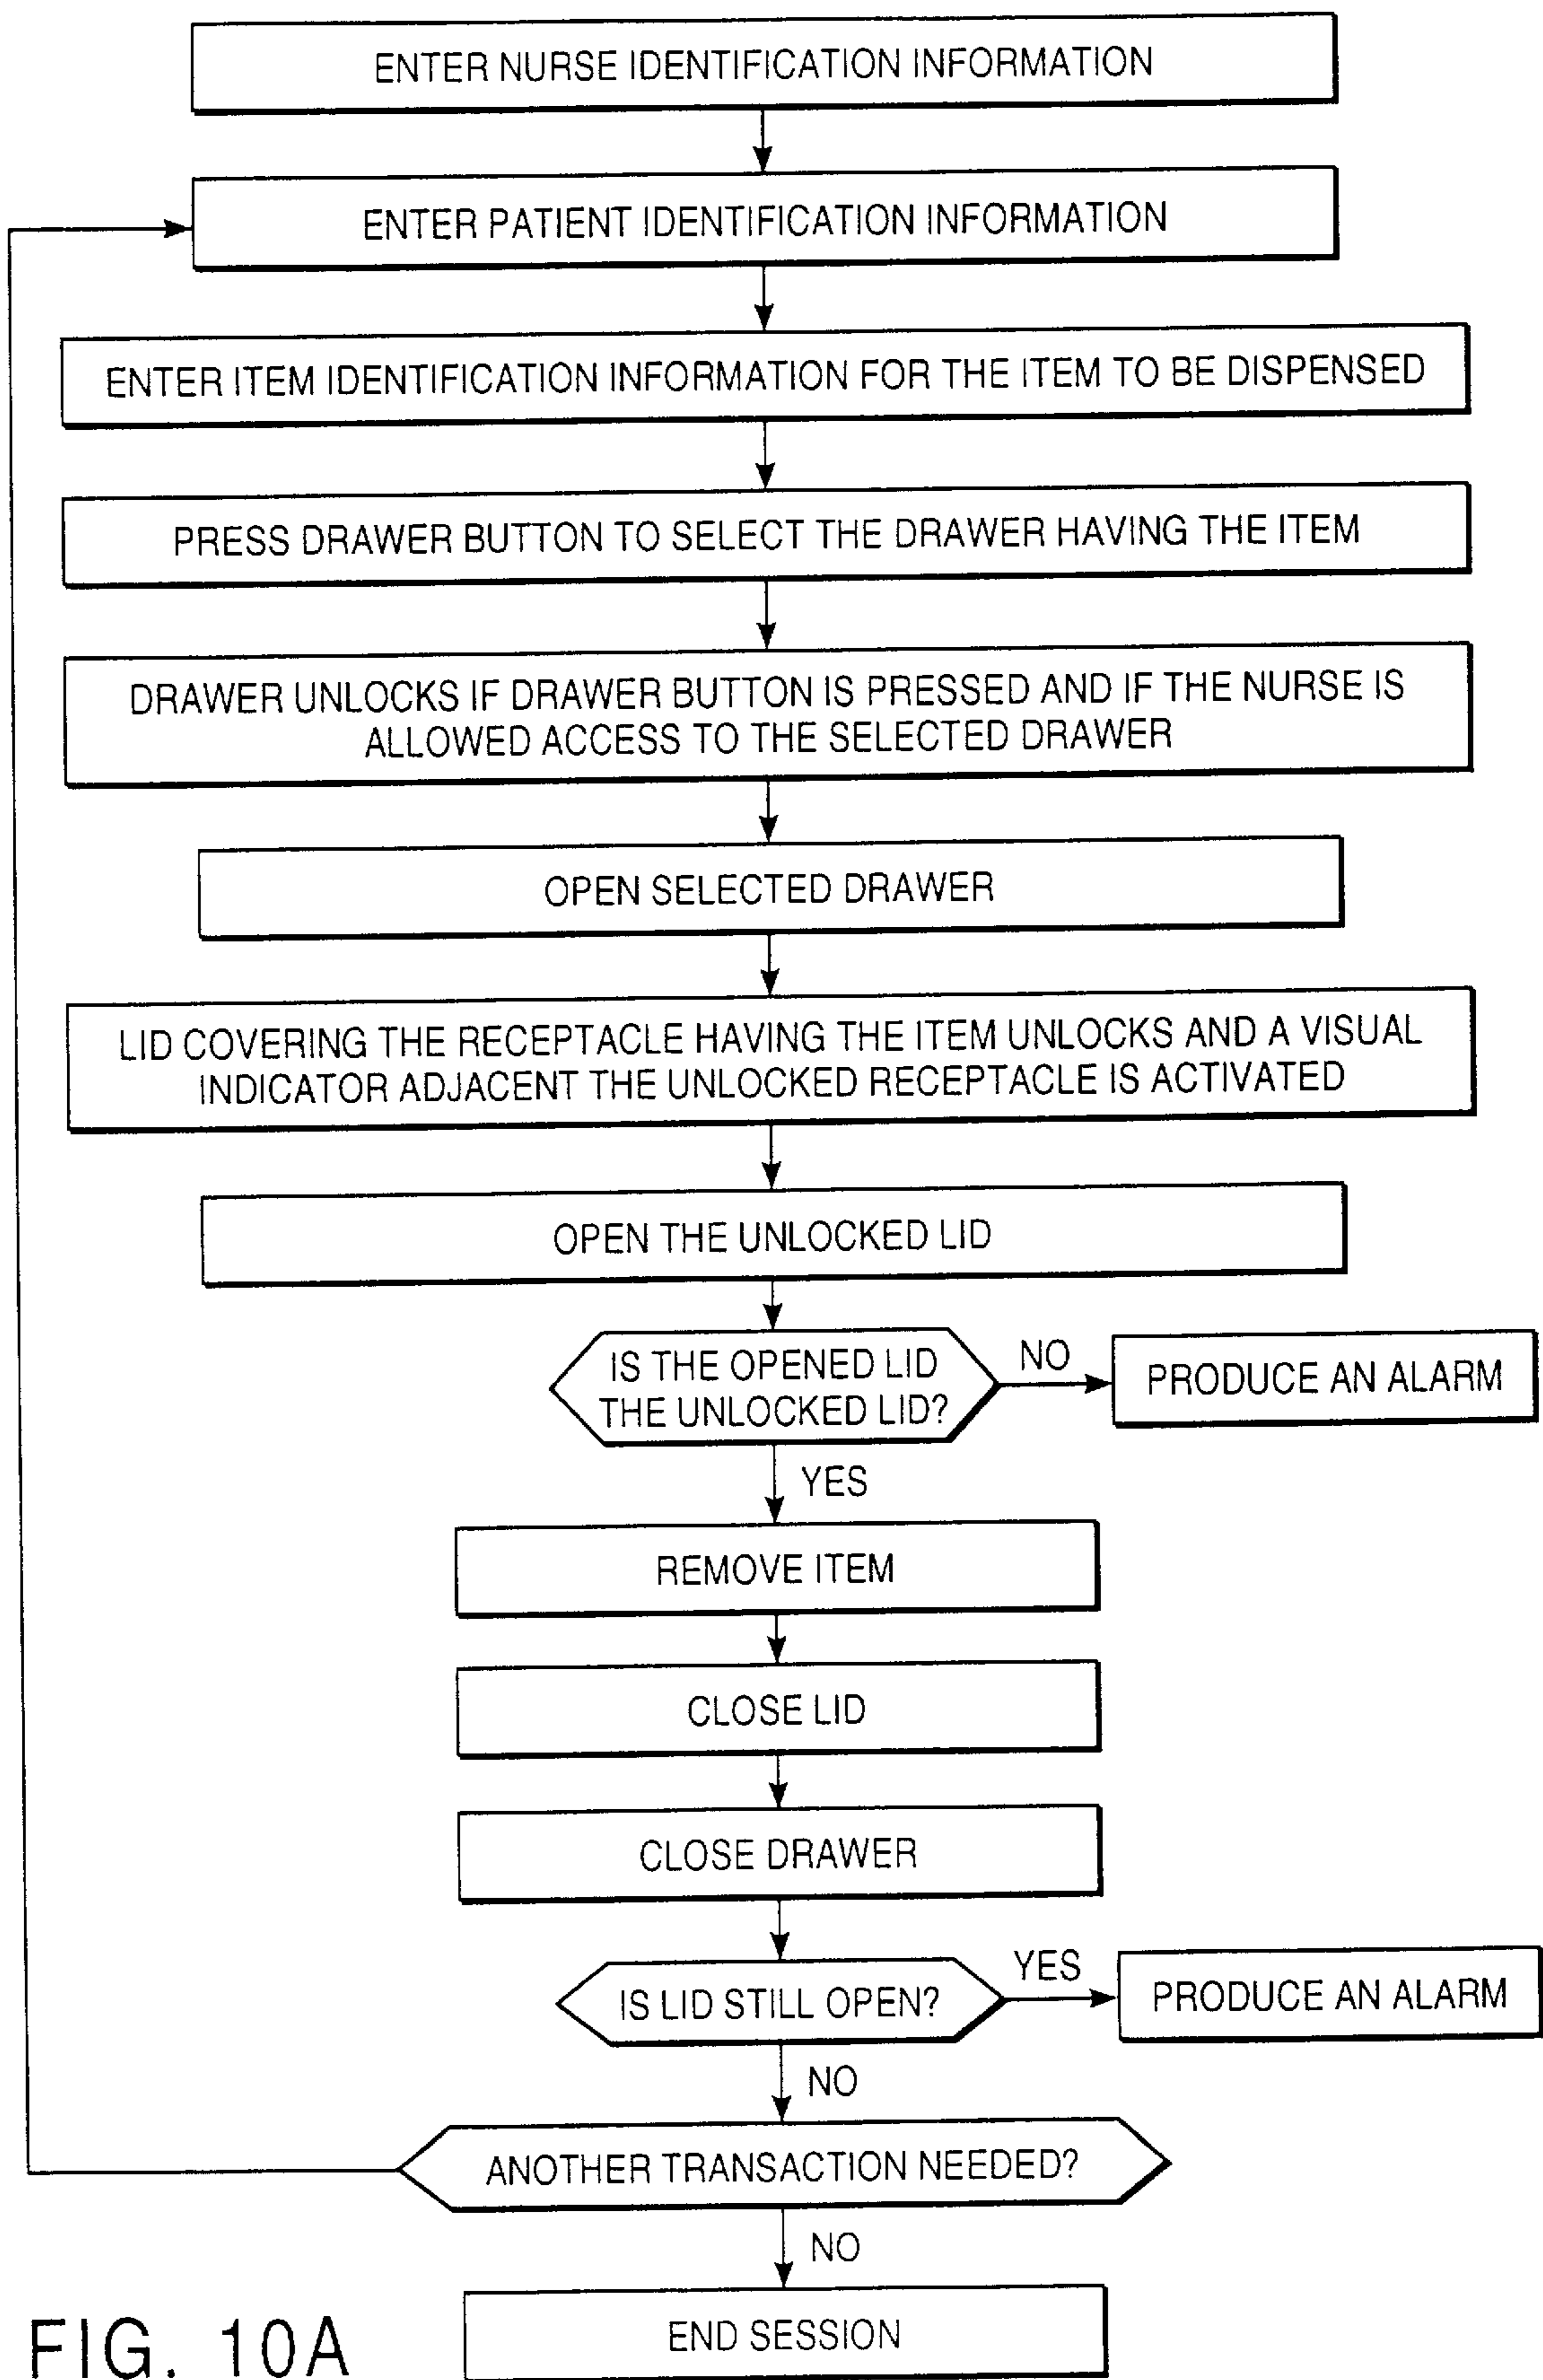 ENTER NURSE IDENTIFICATION INFORMATION
ENTER PATIENT IDENTIFICATION INFORMATION
ENTER ITEM IDENTIFICATION INFORMATION FOR THE ITEM TO BE DISPENSED
PRESS DRAWER BUTTON TO SELECT THE DRAWER HAVING THE ITEM
DRAWER UNLOCKS IF DRAWER BUTTON IS PRESSED AND IF THE NURSE IS
ALLOWED ACCESS TO THE SELECTED DRAWER
OPEN SELECTED DRAWER
LID COVERING THE RECEPTACLE HAVING THE ITEM UNLOCKS AND A VISUAL
INDICATOR ADJACENT THE UNLOCKED RECEPTACLE IS ACTIVATED
OPEN THE UNLOCKED LID
IS THE OPENED LID
THE UNLOCKED LID?
NO
PRODUCE AN ALARM
YES
REMOVE ITEM
CLOSE LID
CLOSE DRAWER
IS LID STILL OPEN?
YES
PRODUCE AN ALARM
NO
ANOTHER TRANSACTION NEEDED?
NO
END SESSION
FIG. 10A